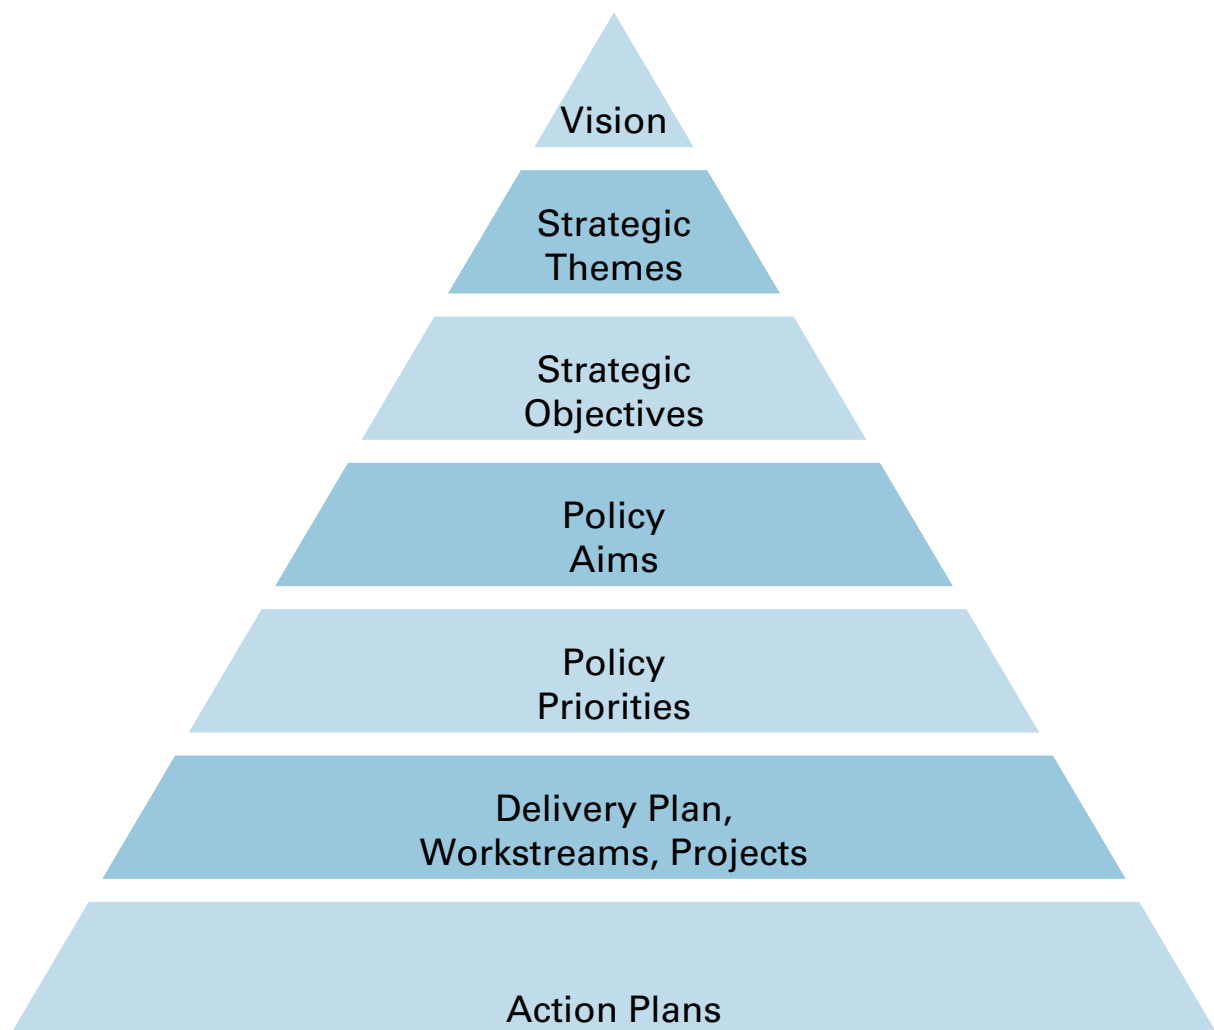 Vision
Strategic
Themes
Strategic
Objectives
Policy
Aims
Policy
Priorities
Delivery Plan,
Workstreams, Projects
Action Plans